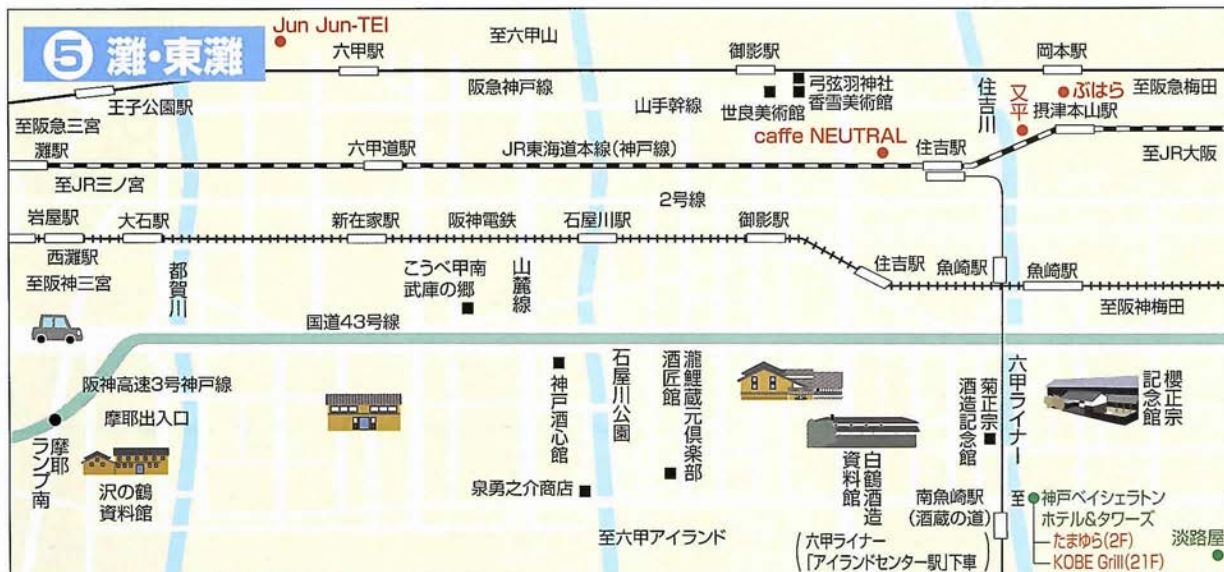 5 灘・東灘
Jun Jun-TEI
六甲駅
至六甲山
御影駅
弓弦羽神社
香雪美術館
世良美術館
岡本駅
ぶはら
至阪急梅田
王子公園駅
阪急神戸線
山手幹線
住吉川
又平
摂津本山駅
至阪急三宮
caffe NEUTRAL
灘駅
六甲道駅
JR東海道本線(神戸線)
住吉駅
至JR大阪
至JR三ノ宮
2号線
岩屋駅
大石駅
新在家駅
阪神電鉄
石屋川駅
御影駅
西灘駅
至阪神三宮
都賀川
こうべ甲南
武庫の郷
山麓線
住吉駅
魚崎駅
魚崎駅
至阪神梅田
国道43号線
阪神高速3号神戸線
摩耶出入口
摩耶
ランプ南
沢の鶴
資料館
神戸酒心館
石屋川公園
瀧鯉蔵元倶楽部
酒匠館
泉勇之介商店
至六甲アイランド
白鶴酒造
資料館
菊正宗
酒造記念館
六甲ライナー
櫻正宗
記念館
南魚崎駅
(酒蔵の道)
六甲ライナー
「アイランドセンター駅」下車
至
神戸ベイシェラトン
ホテル&タワーズ
たまゆら(2F)
KOBE Grill(21F)
淡路屋